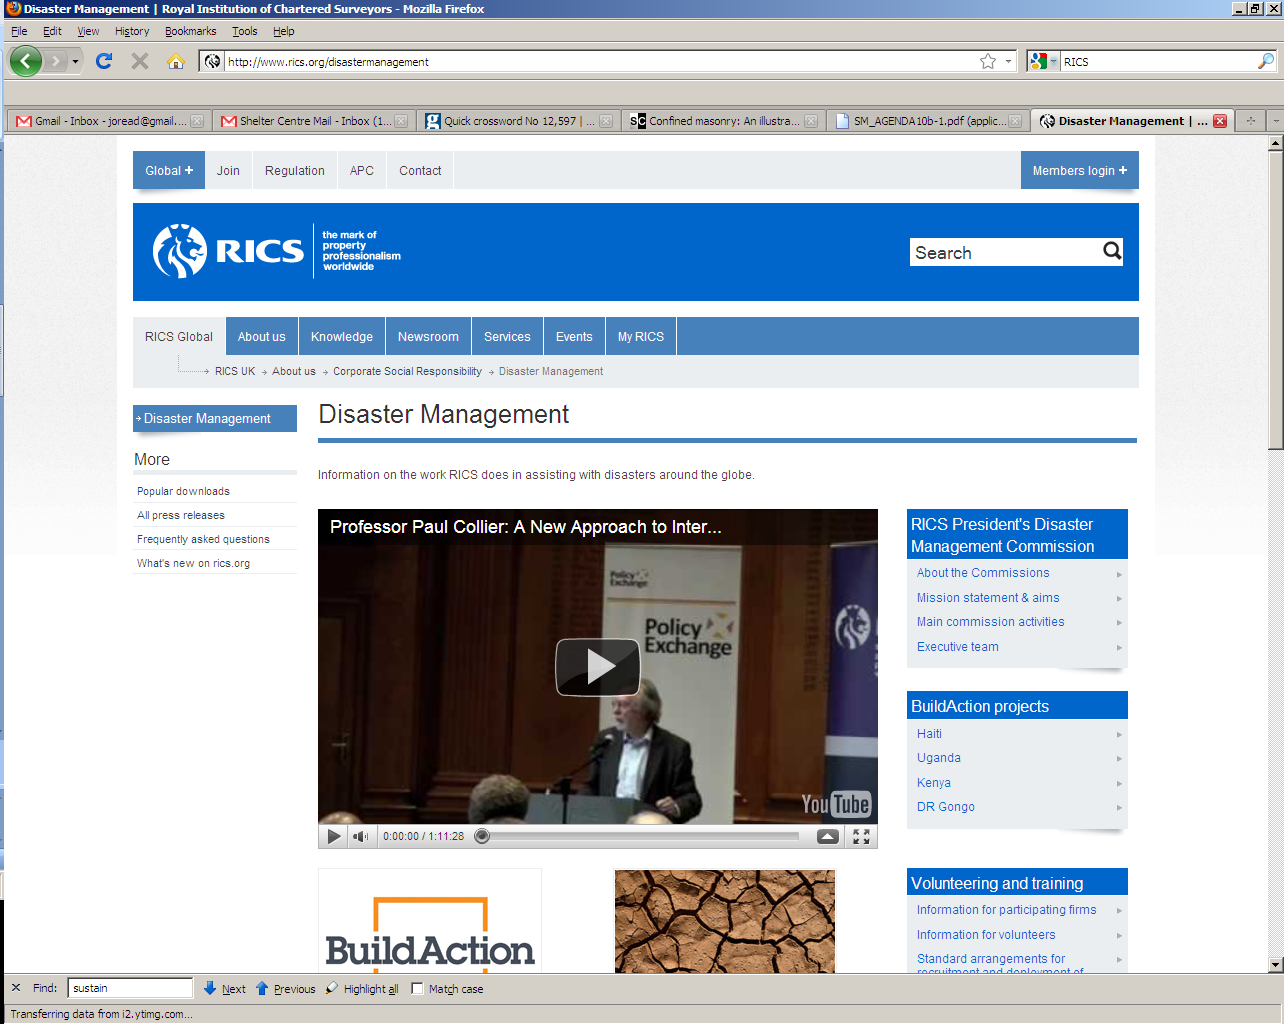 Disaster Management | Royal Institution of Chartered Surveyors - Mozilla Firefox
File Edit View History Bookmarks Tools Help
http://www.rics.org/disastermanagement
RICS
Gmail - Inbox - joread@gmail....
Shelter Centre Mail - Inbox (1...
Quick crossword No 12,597 | ...
Confined masonry: An illustra...
SM_AGENDA10b-1.pdf (applic...
Disaster Management | ...
Global + Join Regulation APC Contact
Members login +
RICS
the mark of
property
professionalism
worldwide
Search
RICS Global About us Knowledge Newsroom Services Events My RICS
RICS UK About us Corporate Social Responsibility Disaster Management
Disaster Management
More
Popular downloads
All press releases
Frequently asked questions
What's new on rics.org
Disaster Management
Information on the work RICS does in assisting with disasters around the globe.
Professor Paul Collier: A New Approach to Inter...
Policy
Exchange
Policy
Exchange
YouTube
0:00:00 / 1:11:28
BuildAction
RICS President's Disaster
Management Commission
About the Commissions
Mission statement & aims
Main commission activities
Executive team
BuildAction projects
Haiti
Uganda
Kenya
DR Gongo
Volunteering and training
Information for participating firms
Information for volunteers
Standard arrangements for
recruitment and deployment of
Find: sustain Next Previous Highlight all Match case
Transferring data from i2.ytimg.com...